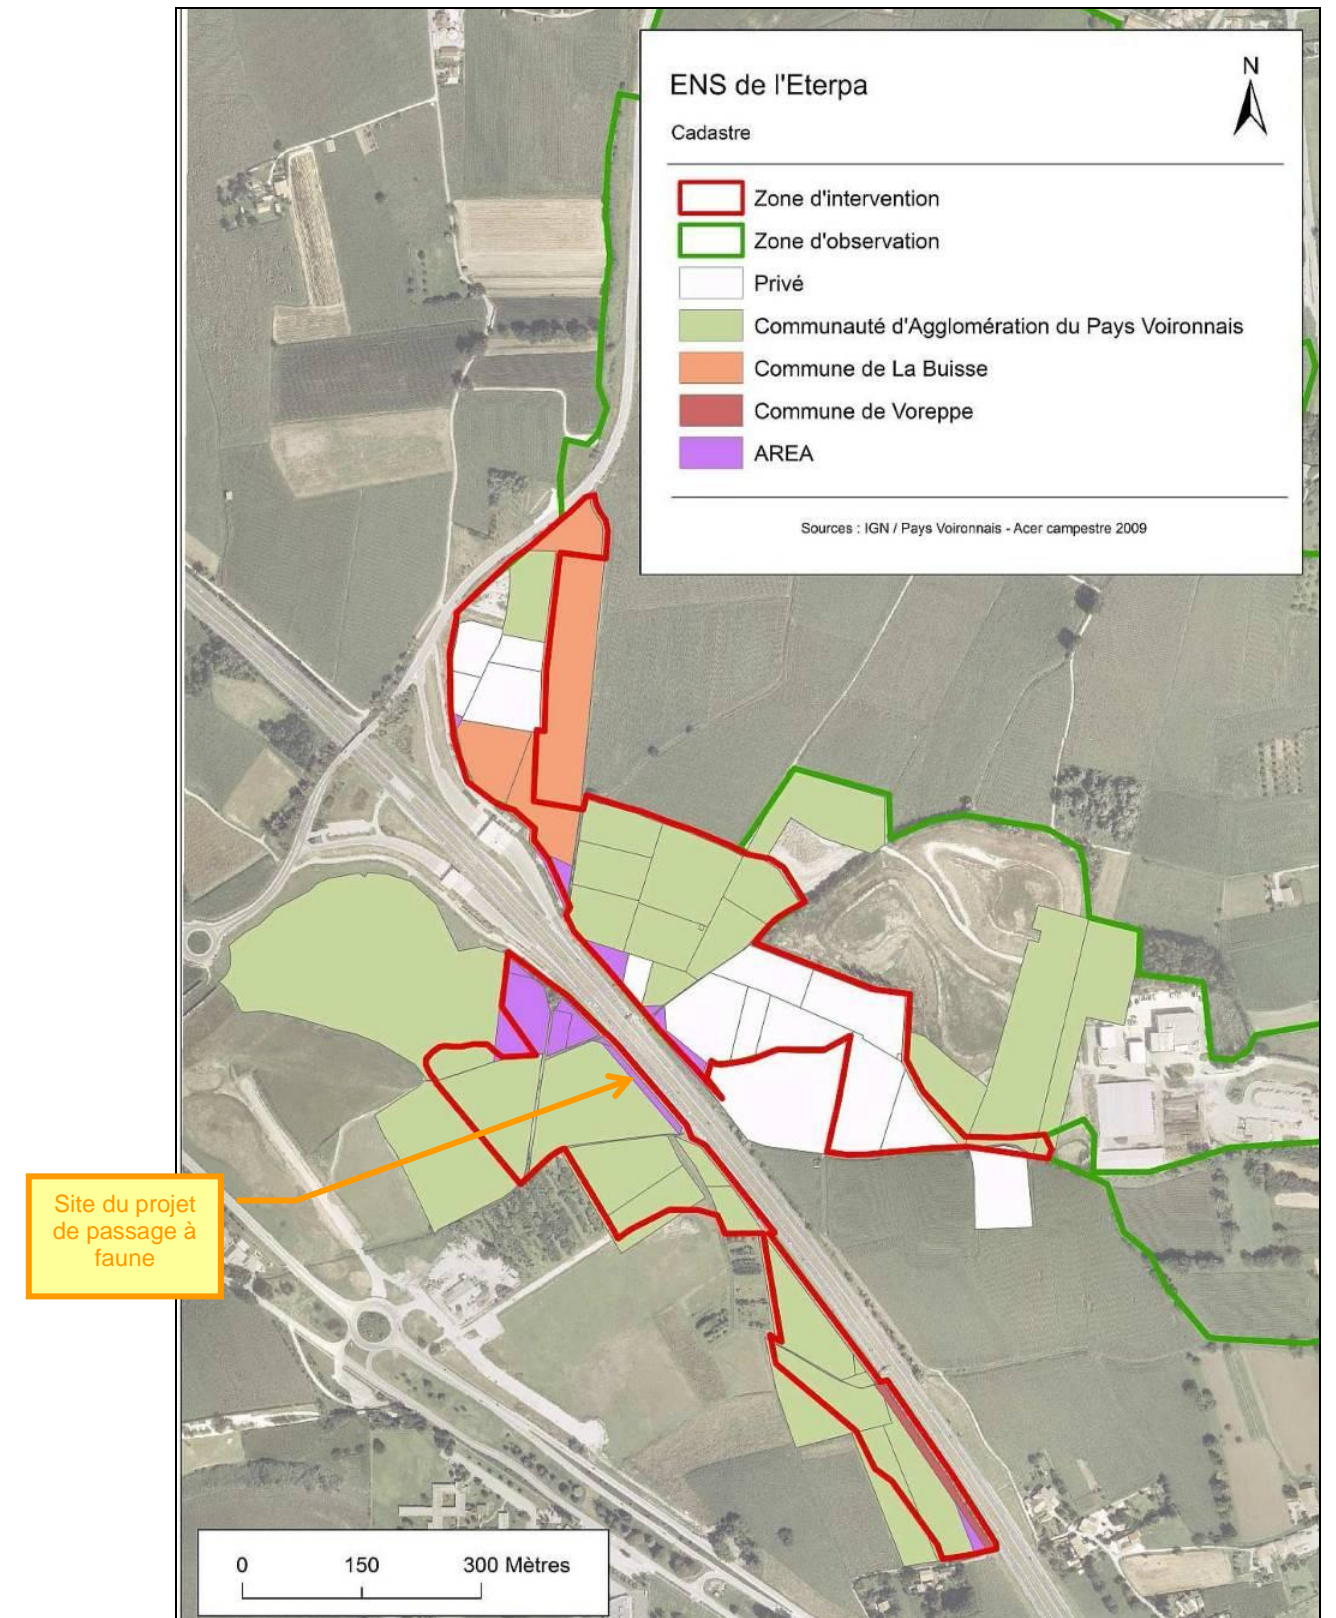 ENS de l'Eterpa
N
Cadastre
Zone d'intervention
Zone d'observation
Privé
Communauté d'Agglomération du Pays Voironnais
Commune de La Buisse
Commune de Voreppe
AREA
Sources : IGN / Pays Voironnais - Acer campestre 2009
Site du projet
de passage à
faune
0 150 300 Mètres